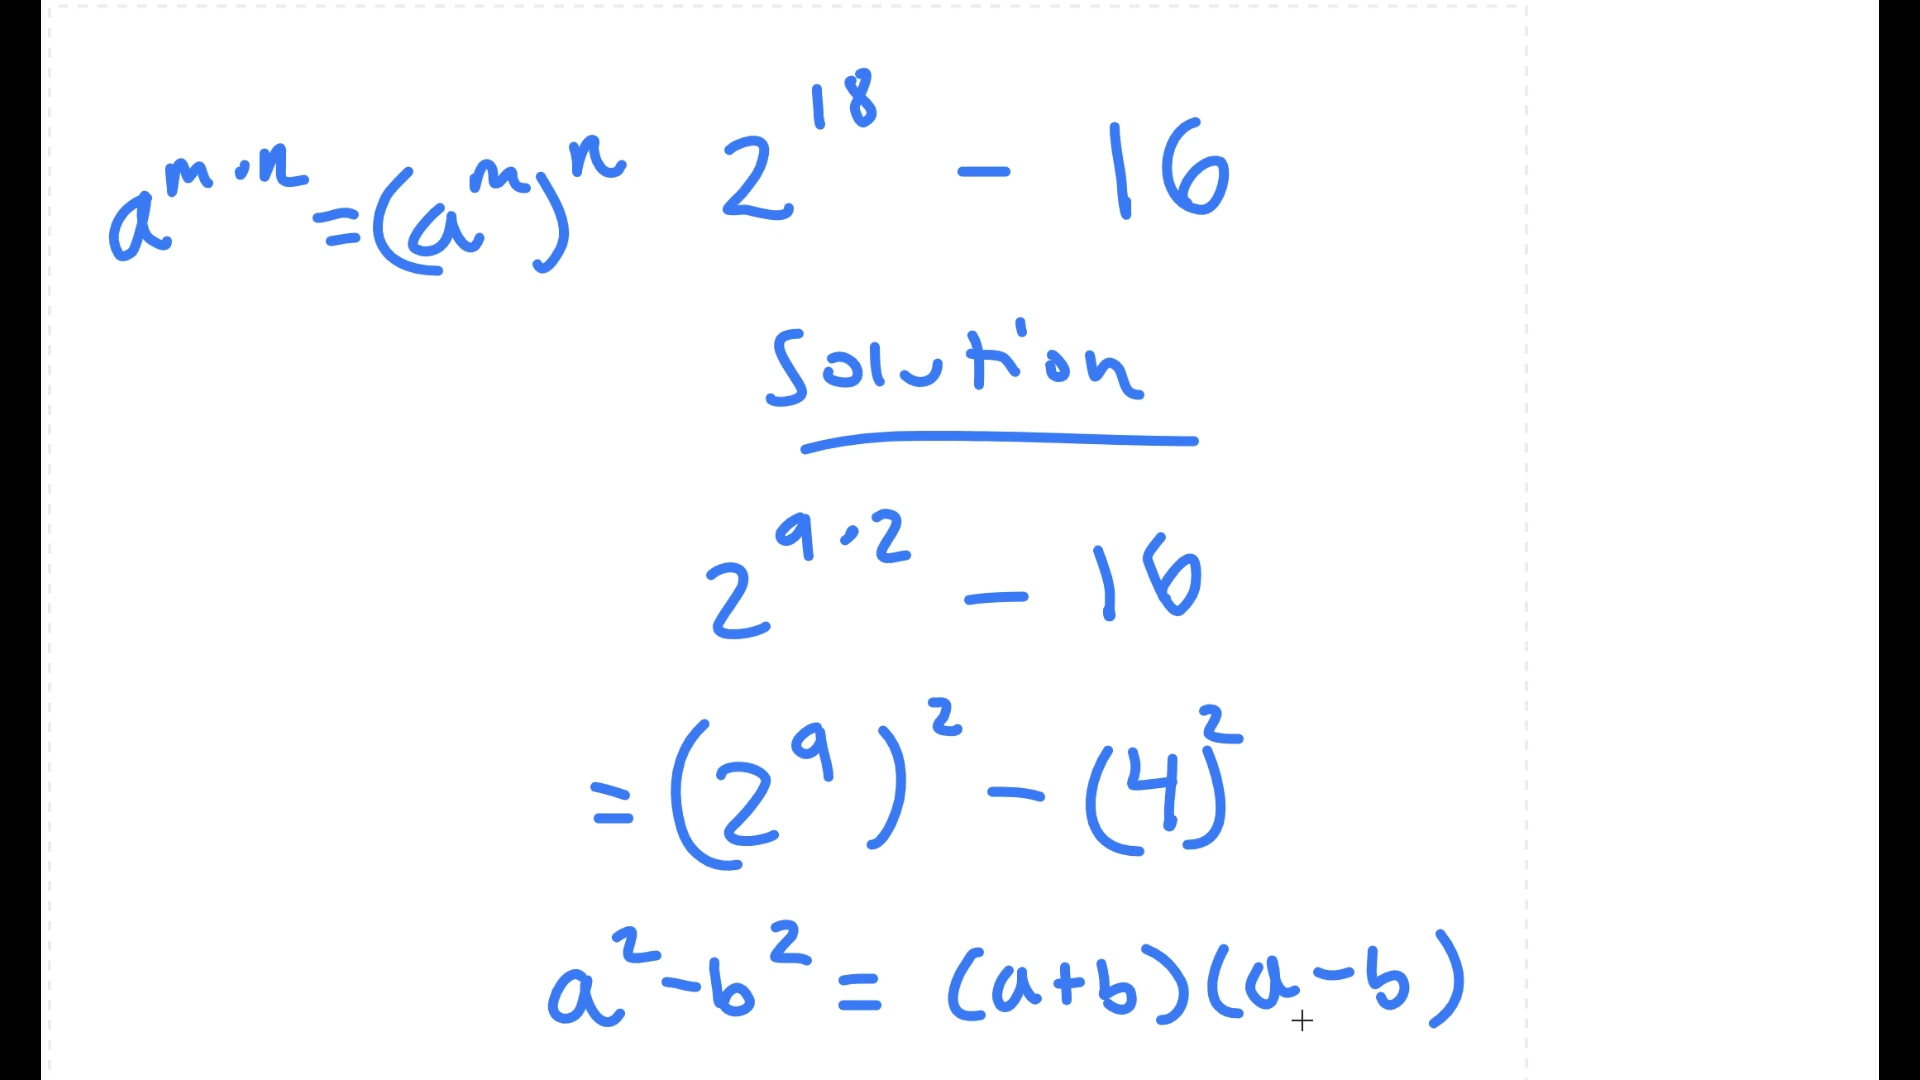 a^{m·n} = (a^m)^n 2^{18} - 16
Solution
2^{9·2} - 16
= (2^9)^2 - (4)^2
a^2 - b^2 = (a+b)(a-b)